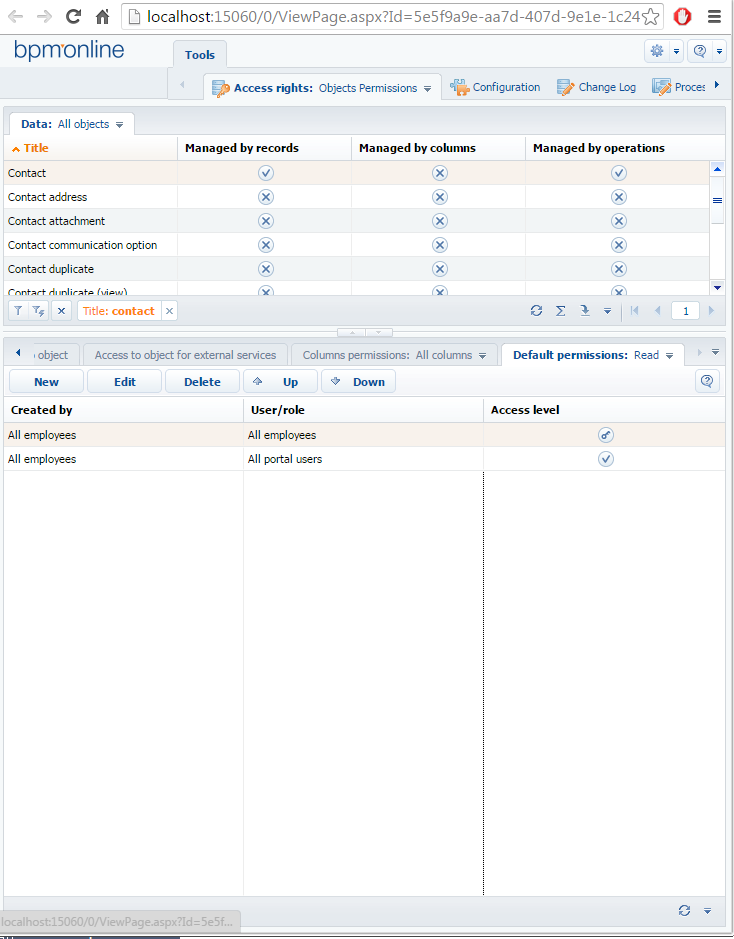 localhost:15060/0/ViewPage.aspx?Id=5e5f9a9e-aa7d-407d-9e1e-1c24
bpm'online
Tools
Access rights: Objects Permissions
Configuration
Change Log
Proces
Data: All objects
Title Managed by records Managed by columns Managed by operations
Contact
Contact address
Contact attachment
Contact communication option
Contact duplicate
Contact duplicate (view)
Title: contact
1
object
Access to object for external services
Columns permissions: All columns
Default permissions: Read
New Edit Delete Up Down
Created by User/role Access level
All employees All employees
All employees All portal users
localhost:15060/0/ViewPage.aspx?Id=5e5f...